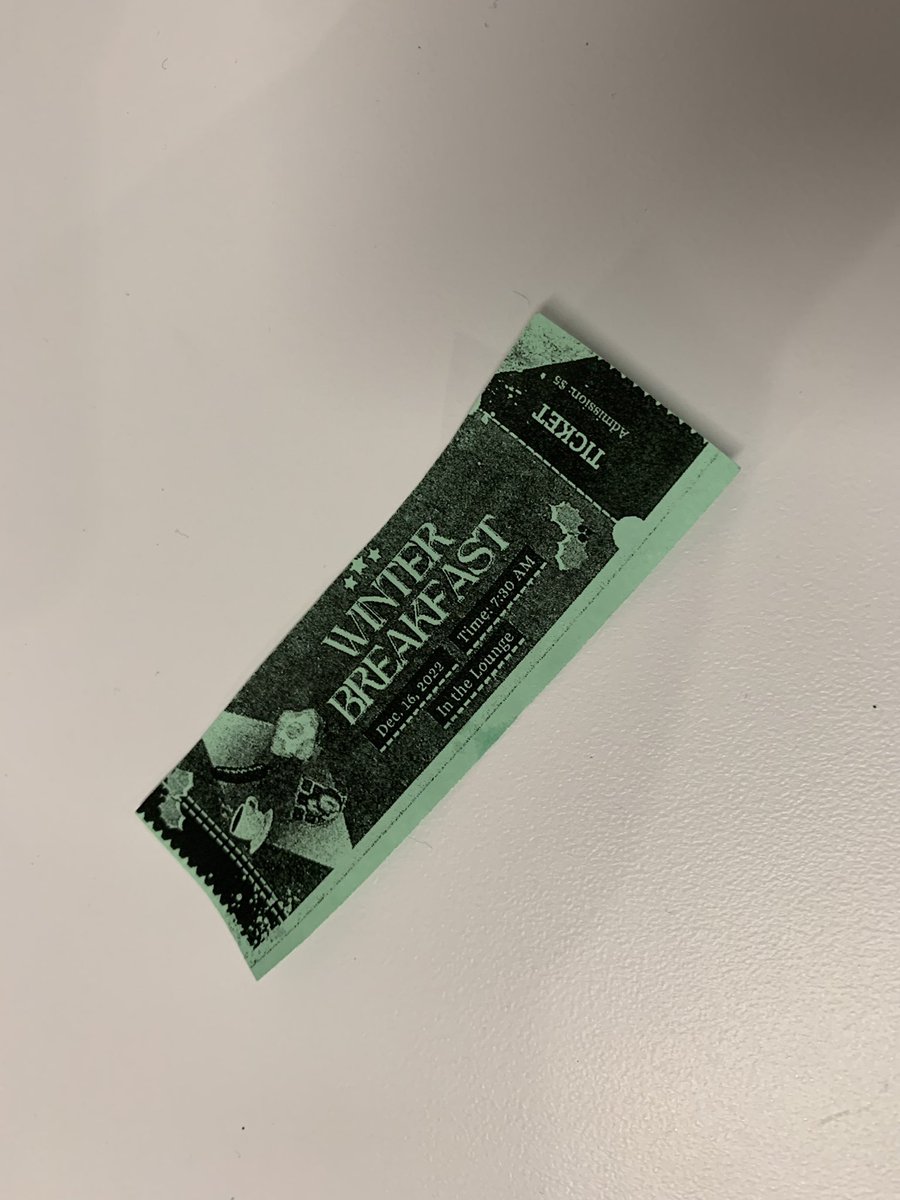 WINTER
BREAKFAST
Dec. 16, 2022
Time: 7:30 AM
In the Lounge
TICKET
Admission: $5